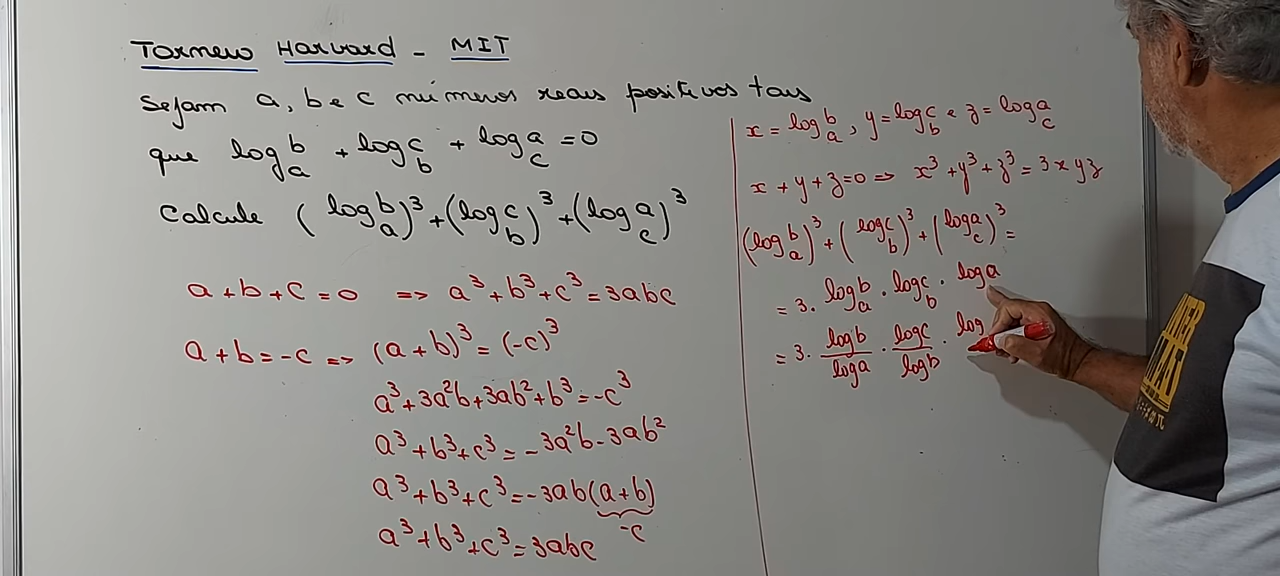 Torneio Harvard - MIT
Sejam a, b e c números reais positivos tais
que log_a b + log_b c + log_c a = 0
Calcule (log_a b)³ + (log_b c)³ + (log_c a)³
a + b + c = 0 => a³ + b³ + c³ = 3abc
a + b = -c => (a + b)³ = (-c)³
a³ + 3a²b + 3ab² + b³ = -c³
a³ + b³ + c³ = -3a²b - 3ab²
a³ + b³ + c³ = -3ab(a + b)
-c
a³ + b³ + c³ = 3abc
x = log_a b, y = log_b c e z = log_c a
x + y + z = 0 => x³ + y³ + z³ = 3xyz
(log_a b)³ + (log_b c)³ + (log_c a)³ =
= 3 · log_a b · log_b c · log a
= 3 · log b / log a · log c / log b · log